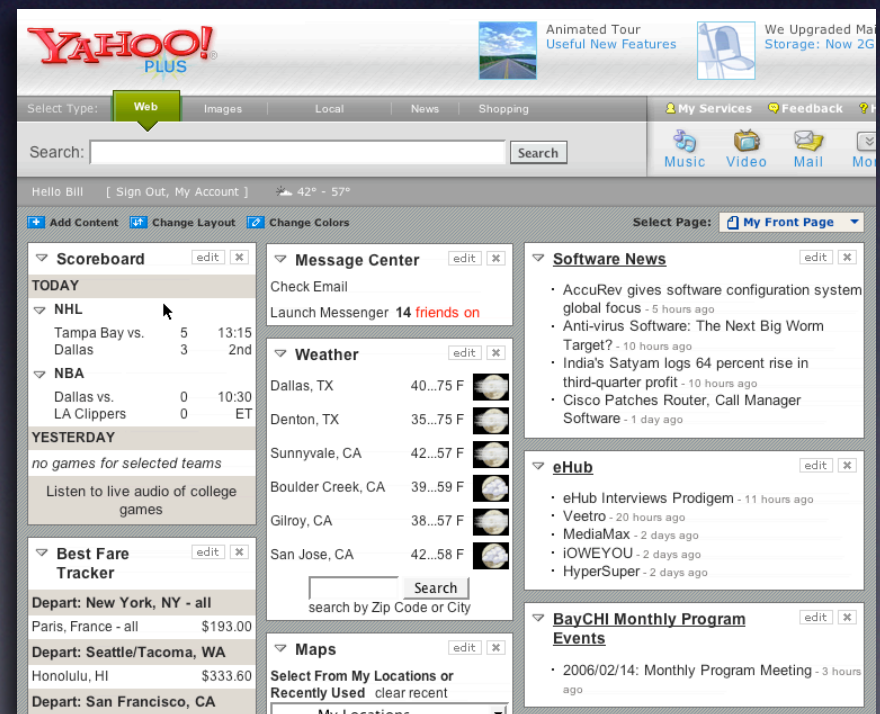 YAHOO!
PLUS
Animated Tour
Useful New Features
We Upgraded
Storage: Now 2G
Select Type:
Web
Images
Local
News
Shopping
My Services
Feedback
Search:
Search
Music
Video
Mail
Hello Bill
[ Sign Out, My Account ]
42° - 57°
Add Content
Change Layout
Change Colors
Select Page:
My Front Page
Scoreboard
edit
TODAY
NHL
Tampa Bay vs. 5 13:15
Dallas 3 2nd
NBA
Dallas vs. 0 10:30
LA Clippers 0 ET
YESTERDAY
no games for selected teams
Listen to live audio of college
games
Best Fare
Tracker
edit
Depart: New York, NY - all
Paris, France - all $193.00
Depart: Seattle/Tacoma, WA
Honolulu, HI $333.60
Depart: San Francisco, CA
Message Center
edit
Check Email
Launch Messenger 14 friends on
Weather
edit
Dallas, TX 40...75 F
Denton, TX 35...75 F
Sunnyvale, CA 42...57 F
Boulder Creek, CA 39...59 F
Gilroy, CA 38...57 F
San Jose, CA 42...58 F
Search
search by Zip Code or City
Maps
edit
Select From My Locations or
Recently Used clear recent
My Locations
Software News
edit
· AccuRev gives software configuration system
global focus - 5 hours ago
· Anti-virus Software: The Next Big Worm
Target? - 10 hours ago
· India's Satyam logs 64 percent rise in
third-quarter profit - 10 hours ago
· Cisco Patches Router, Call Manager
Software - 1 day ago
eHub
edit
· eHub Interviews Prodigem - 11 hours ago
· Veetro - 20 hours ago
· MediaMax - 2 days ago
· iOWEYOU - 2 days ago
· HyperSuper - 2 days ago
BayCHI Monthly Program
Events
edit
· 2006/02/14: Monthly Program Meeting - 3 hours
ago